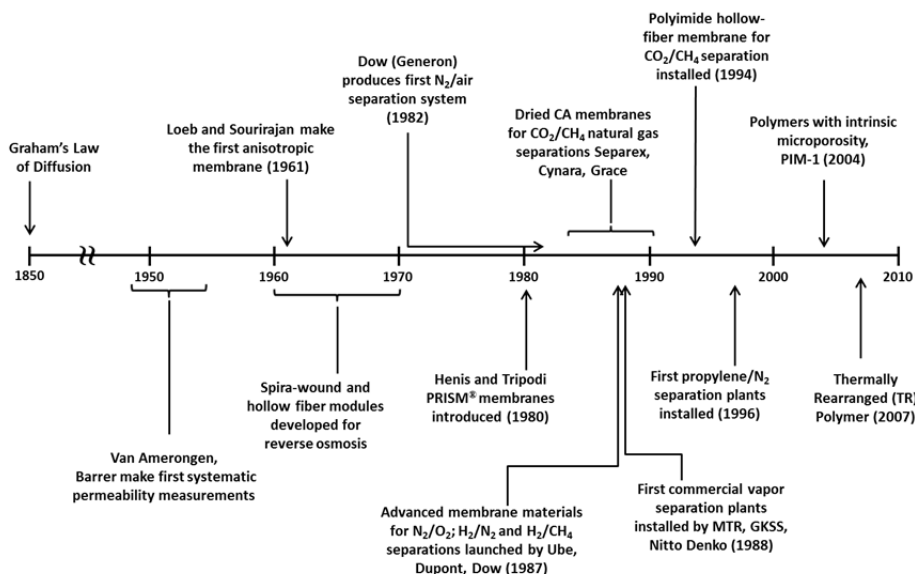 Polyimide hollow-
fiber membrane for
CO₂/CH₄ separation
installed (1994)
Dow (Generon)
produces first N₂/air
separation system
(1982)
Dried CA membranes
for CO₂/CH₄ natural gas
separations Separex,
Cynara, Grace
Loeb and Sourirajan make
the first anisotropic
membrane (1961)
Polymers with intrinsic
microporosity,
PIM-1 (2004)
Graham's Law
of Diffusion
1850
1950
1960
1970
1980
1990
2000
2010
Van Amerongen,
Barrer make first systematic
permeability measurements
Spira-wound and
hollow fiber modules
developed for
reverse osmosis
Henis and Tripodi
PRISM® membranes
introduced (1980)
First propylene/N₂
separation plants
installed (1996)
Thermally
Rearranged (TR)
Polymer (2007)
Advanced membrane materials
for N₂/O₂; H₂/N₂ and H₂/CH₄
separations launched by Ube,
Dupont, Dow (1987)
First commercial vapor
separation plants
installed by MTR, GKSS,
Nitto Denko (1988)